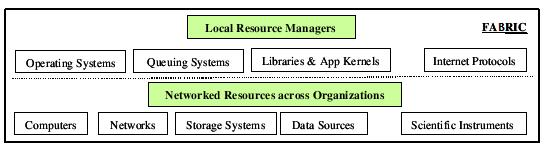 Local Resource Managers
FABRIC
Operating Systems
Queuing Systems
Libraries & App Kernels
Internet Protocols
Networked Resources across Organizations
Computers
Networks
Storage Systems
Data Sources
Scientific Instruments